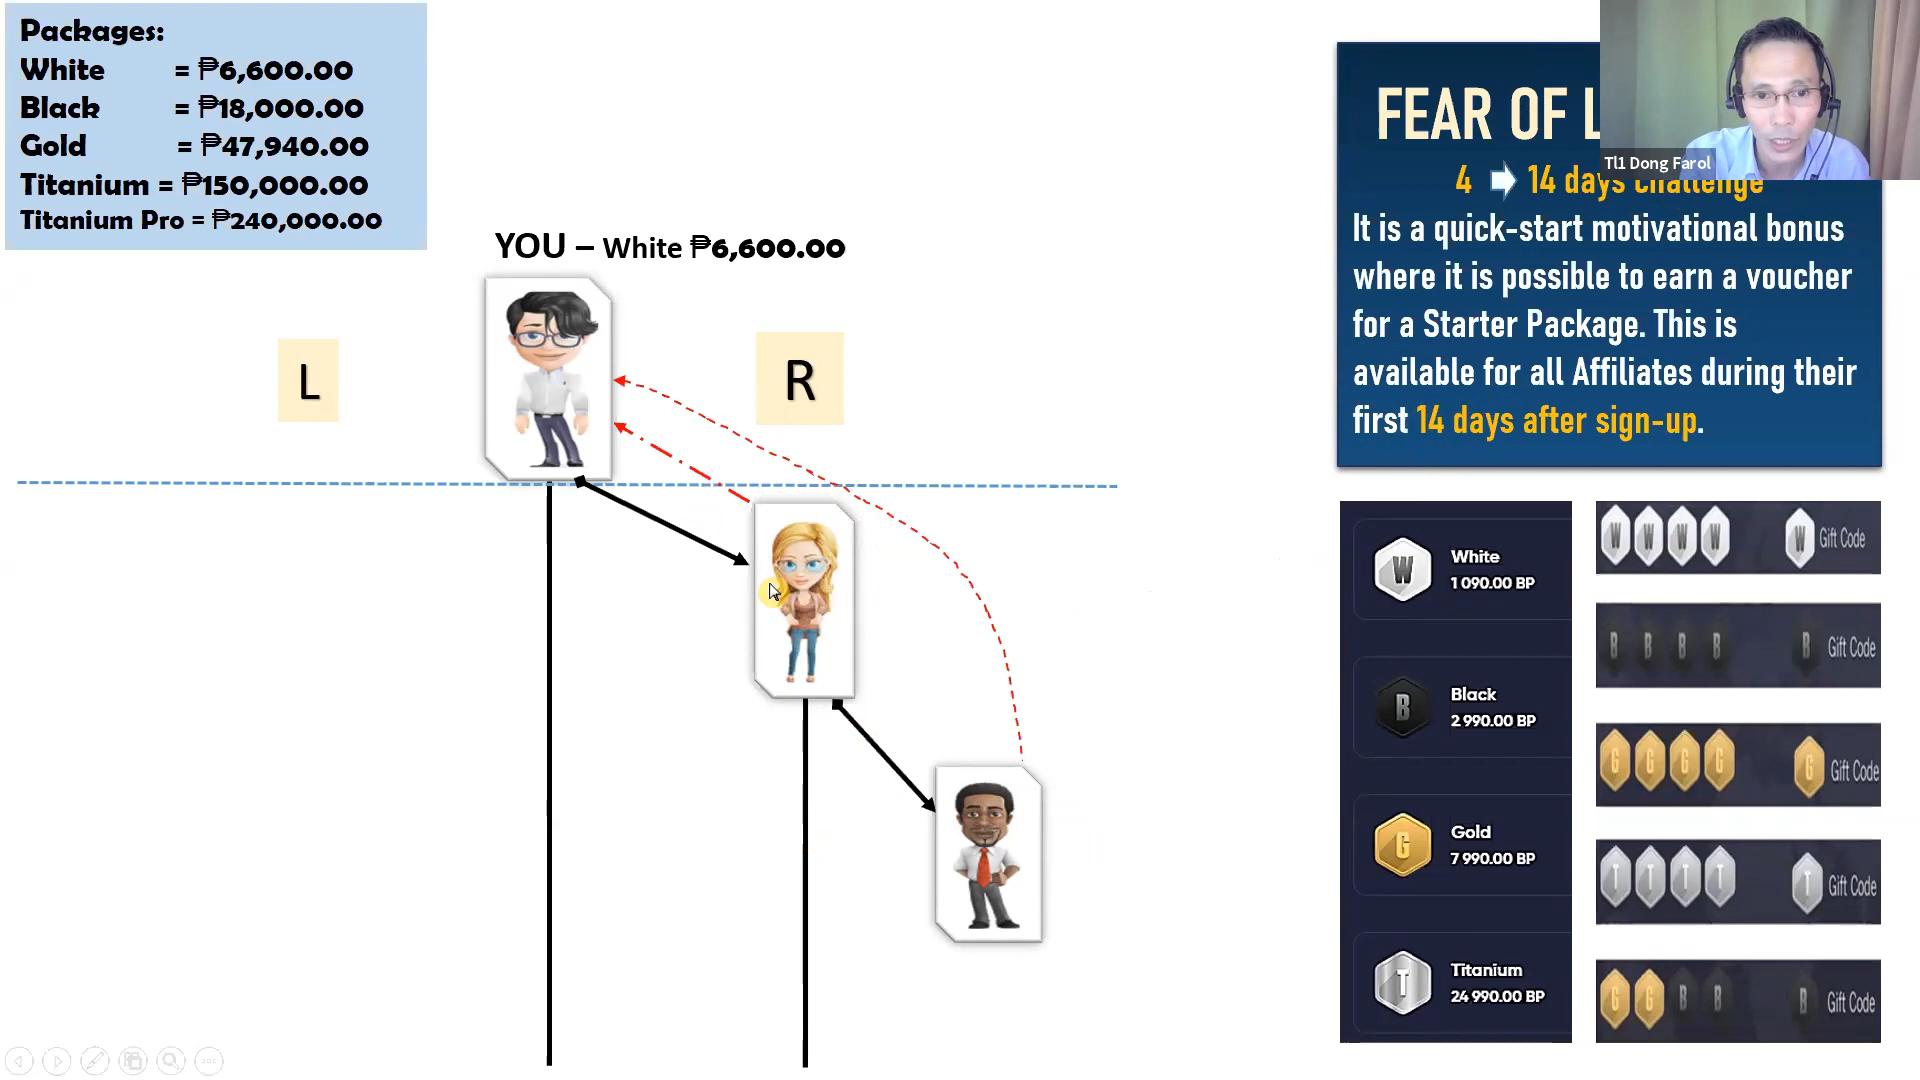 Packages:
White = ₱6,600.00
Black = ₱18,000.00
Gold = ₱47,940.00
Titanium = ₱150,000.00
Titanium Pro = ₱240,000.00
YOU – White ₱6,600.00
L
R
FEAR OF L
4 14 days challenge
It is a quick-start motivational bonus
where it is possible to earn a voucher
for a Starter Package. This is
available for all Affiliates during their
first 14 days after sign-up.
Tl1 Dong Farol
W
White
1 090.00 BP
B
Black
2 990.00 BP
G
Gold
7 990.00 BP
T
Titanium
24 990.00 BP
W W W W W Gift Code
B B B B B Gift Code
G G G G G Gift Code
T T T T T Gift Code
G G B B B Gift Code